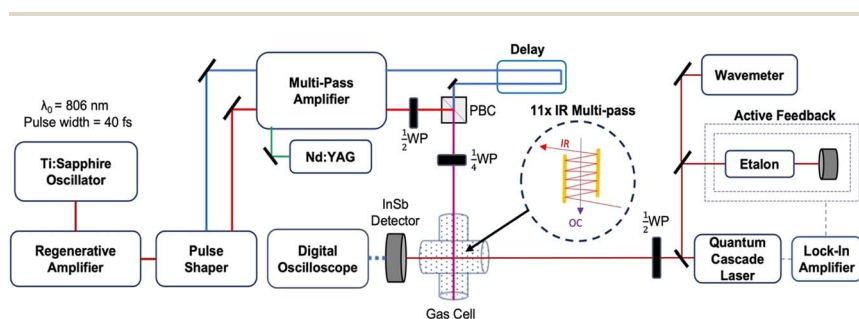 Delay
Multi-Pass
Amplifier
Wavemeter
λ₀ = 806 nm
Pulse width = 40 fs
PBC
11x IR Multi-pass
Active Feedback
½WP
IR
Ti:Sapphire
Oscillator
Nd:YAG
¼WP
Etalon
InSb
Detector
OC
½WP
Regenerative
Amplifier
Pulse
Shaper
Digital
Oscilloscope
Quantum
Cascade
Laser
Lock-In
Amplifier
Gas Cell